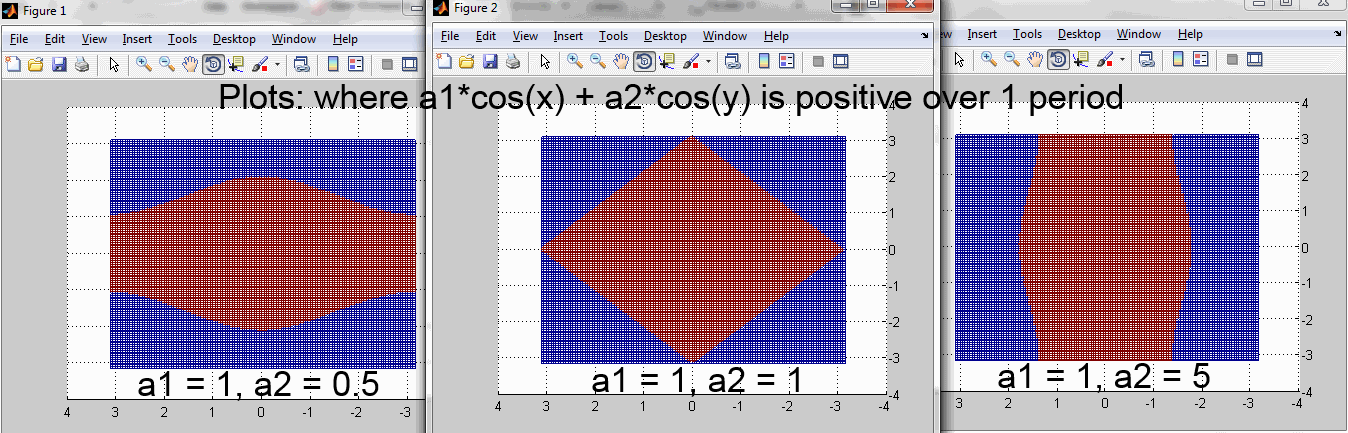 Figure 1
File Edit View Insert Tools Desktop Window Help
Figure 2
File Edit View Insert Tools Desktop Window Help
Insert Tools Desktop Window Help
Plots: where a1*cos(x) + a2*cos(y) is positive over 1 period
a1 = 1, a2 = 0.5
4 3 2 1 0 -1 -2 -3
4
3
2
1
0
-1
-2
-3
-4
a1 = 1, a2 = 1
4 3 2 1 0 -1 -2 -3 -4
4
3
2
1
0
-1
-2
-3
-4
a1 = 1, a2 = 5
3 2 1 0 -1 -2 -3 -4